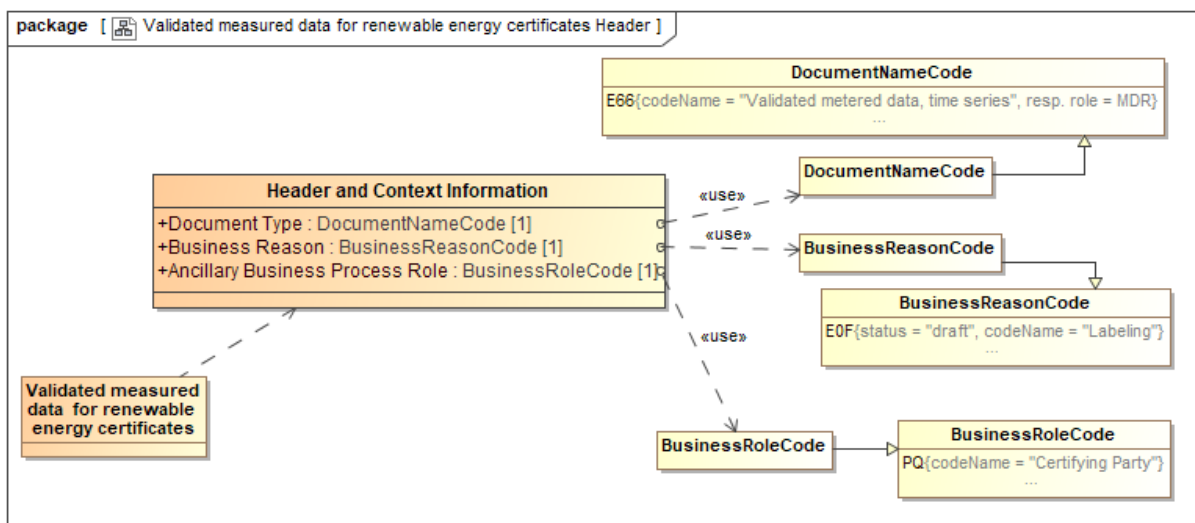 package [ Validated measured data for renewable energy certificates Header ]
DocumentNameCode
E66{codeName = "Validated metered data, time series", resp. role = MDR}
...
DocumentNameCode
Header and Context Information
+Document Type : DocumentNameCode [1]
+Business Reason : BusinessReasonCode [1]
+Ancillary Business Process Role : BusinessRoleCode [1]
«use»
«use»
«use»
BusinessReasonCode
BusinessReasonCode
E0F{status = "draft", codeName = "Labeling"}
...
Validated measured
data for renewable
energy certificates
BusinessRoleCode
BusinessRoleCode
PQ{codeName = "Certifying Party"}
...